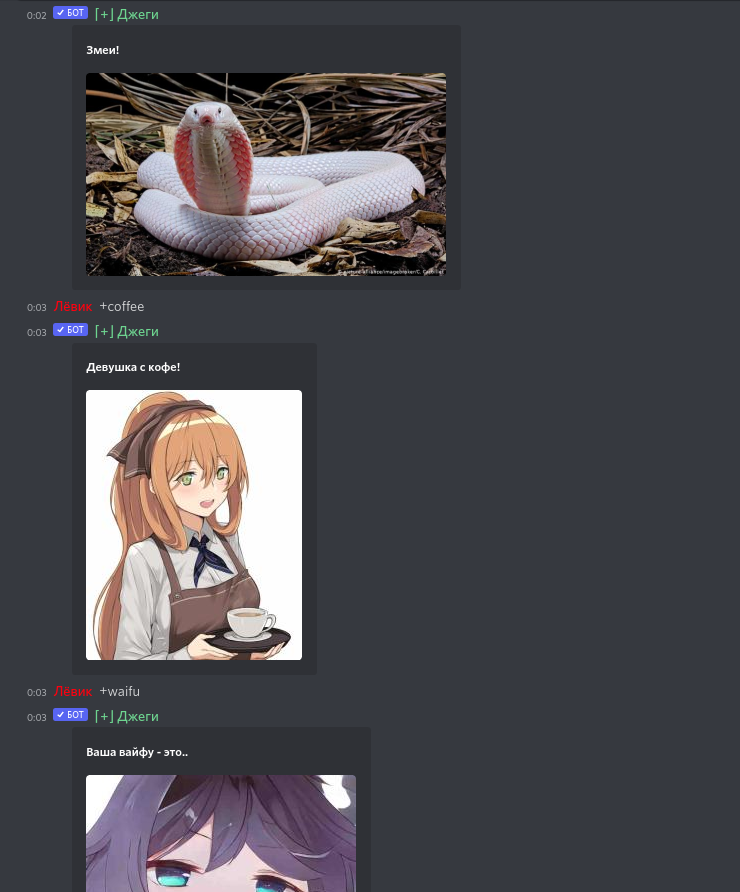 0:02 ✔ БОТ [+] Джеги
Змеи!
0:03 Лёвик +coffee
0:03 ✔ БОТ [+] Джеги
Девушка с кофе!
0:03 Лёвик +waifu
0:03 ✔ БОТ [+] Джеги
Ваша вайфу - это..